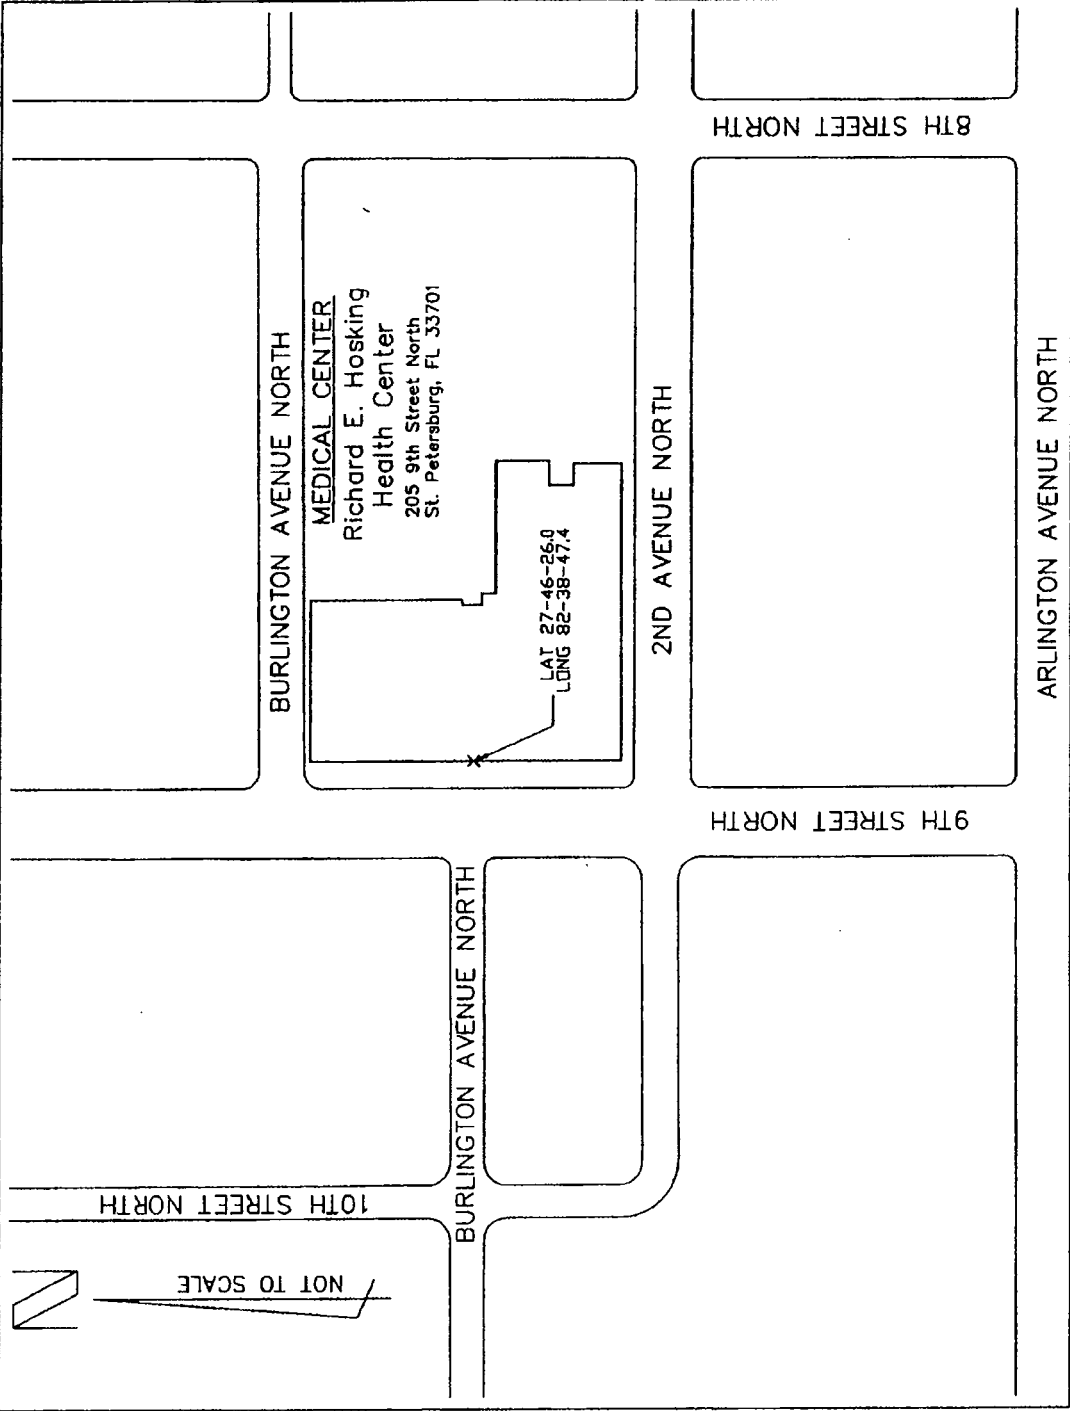 8TH STREET NORTH
BURLINGTON AVENUE NORTH
MEDICAL CENTER
Richard E. Hosking
Health Center
205 9th Street North
St. Petersburg, FL 33701
LAT 27-46-26.0
LONG 82-38-47.4
2ND AVENUE NORTH
ARLINGTON AVENUE NORTH
9TH STREET NORTH
BURLINGTON AVENUE NORTH
10TH STREET NORTH
N
NOT TO SCALE